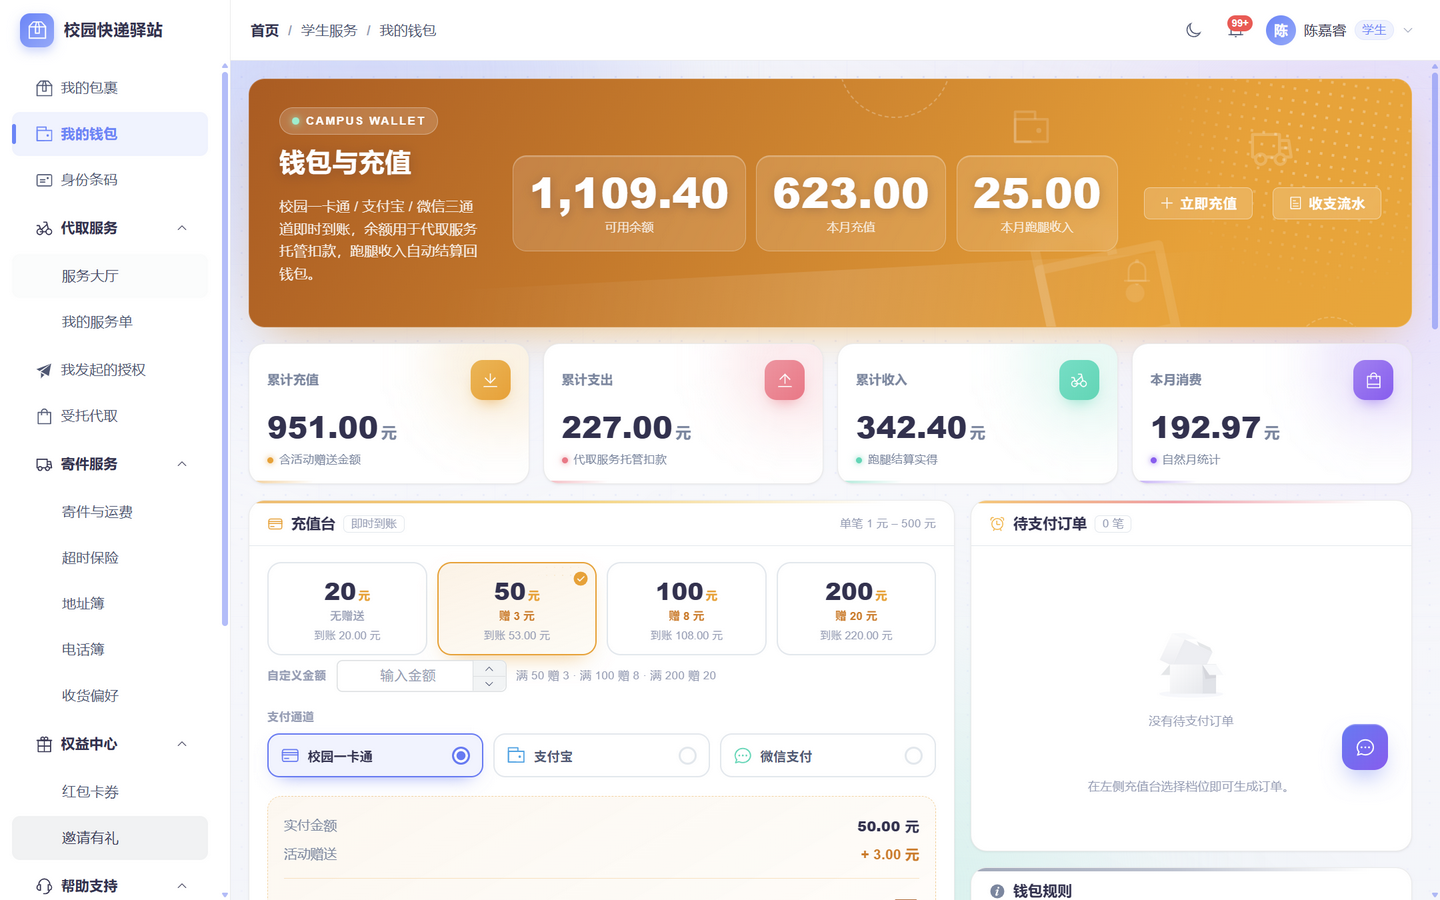 校园快递驿站
首页 / 学生服务 / 我的钱包
99+
陈
陈嘉睿
学生
我的包裹
我的钱包
身份条码
代取服务
服务大厅
我的服务单
我发起的授权
受托代取
寄件服务
寄件与运费
超时保险
地址簿
电话簿
收货偏好
权益中心
红包卡券
邀请有礼
帮助支持
CAMPUS WALLET
钱包与充值
校园一卡通 / 支付宝 / 微信三通
道即时到账，余额用于代取服务
托管扣款，跑腿收入自动结算回
钱包。
1,109.40
可用余额
623.00
本月充值
25.00
本月跑腿收入
立即充值
收支流水
累计充值
951.00元
含活动赠送金额
累计支出
227.00元
代取服务托管扣款
累计收入
342.40元
跑腿结算实得
本月消费
192.97元
自然月统计
充值台
即时到账
单笔 1 元 – 500 元
20元
无赠送
到账 20.00 元
50元
赠 3 元
到账 53.00 元
100元
赠 8 元
到账 108.00 元
200元
赠 20 元
到账 220.00 元
自定义金额
输入金额
满 50 赠 3 · 满 100 赠 8 · 满 200 赠 20
支付通道
校园一卡通
支付宝
微信支付
实付金额
50.00 元
活动赠送
+ 3.00 元
待支付订单
0 笔
没有待支付订单
在左侧充值台选择档位即可生成订单。
钱包规则